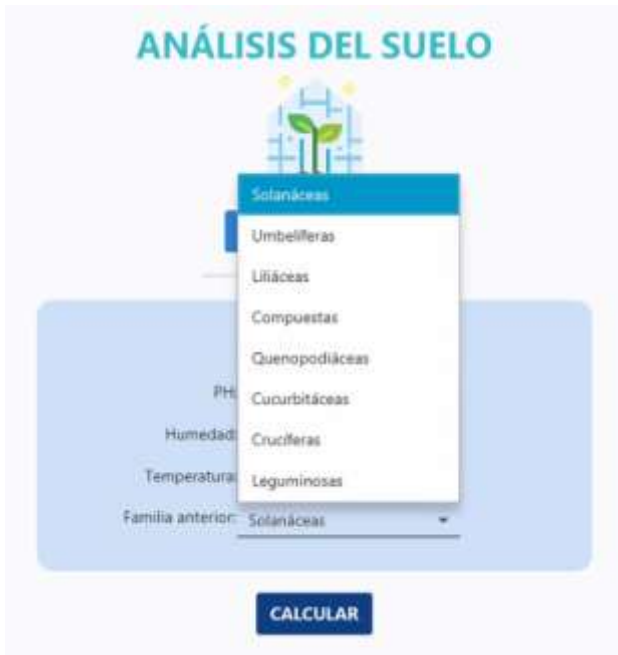 ANÁLISIS DEL SUELO
Solanáceas
Umbelíferas
Liliáceas
Compuestas
Quenopodiáceas
PH:
Cucurbitáceas
Humedad:
Crucíferas
Temperatura:
Leguminosas
Familia anterior: Solanáceas
CALCULAR